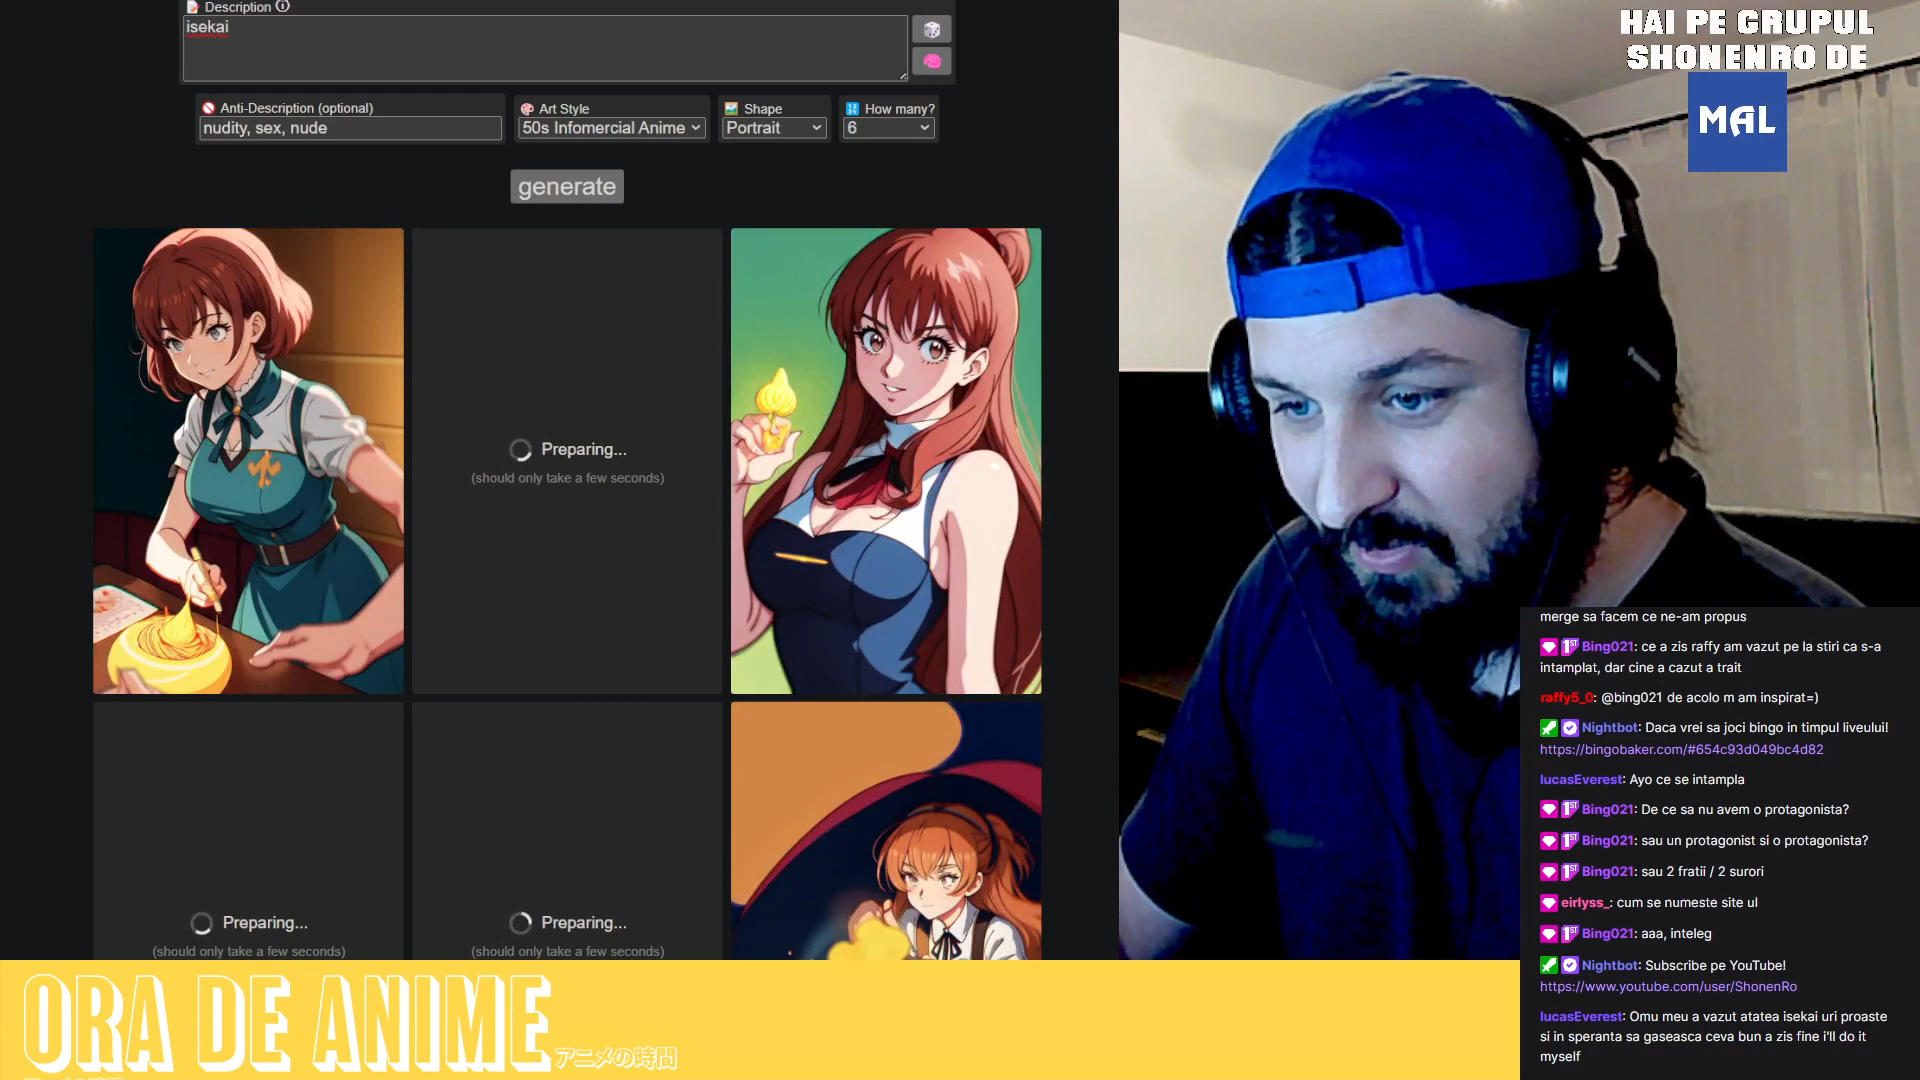 Description
isekai
Anti-Description (optional)
nudity, sex, nude
Art Style
50s Infomercial Anime
Shape
Portrait
How many?
6
generate
Preparing...
(should only take a few seconds)
Preparing...
(should only take a few seconds)
Preparing...
(should only take a few seconds)
HAI PE GRUPUL
SHONENRO DE
MAL
merge sa facem ce ne-am propus
Bing021: ce a zis raffy am vazut pe la stiri ca s-a
intamplat, dar cine a cazut a trait
raffy5_0: @bing021 de acolo m am inspirat=)
Nightbot: Daca vrei sa joci bingo in timpul liveului!
https://bingobaker.com/#654c93d049bc4d82
lucasEverest: Ayo ce se intampla
Bing021: De ce sa nu avem o protagonista?
Bing021: sau un protagonist si o protagonista?
Bing021: sau 2 fratii / 2 surori
eirlyss_: cum se numeste site ul
Bing021: aaa, inteleg
Nightbot: Subscribe pe YouTube!
https://www.youtube.com/user/ShonenRo
lucasEverest: Omu meu a vazut atatea isekai uri proaste
si in speranta sa gaseasca ceva bun a zis fine i'll do it
myself
ORA DE ANIME
アニメの時間